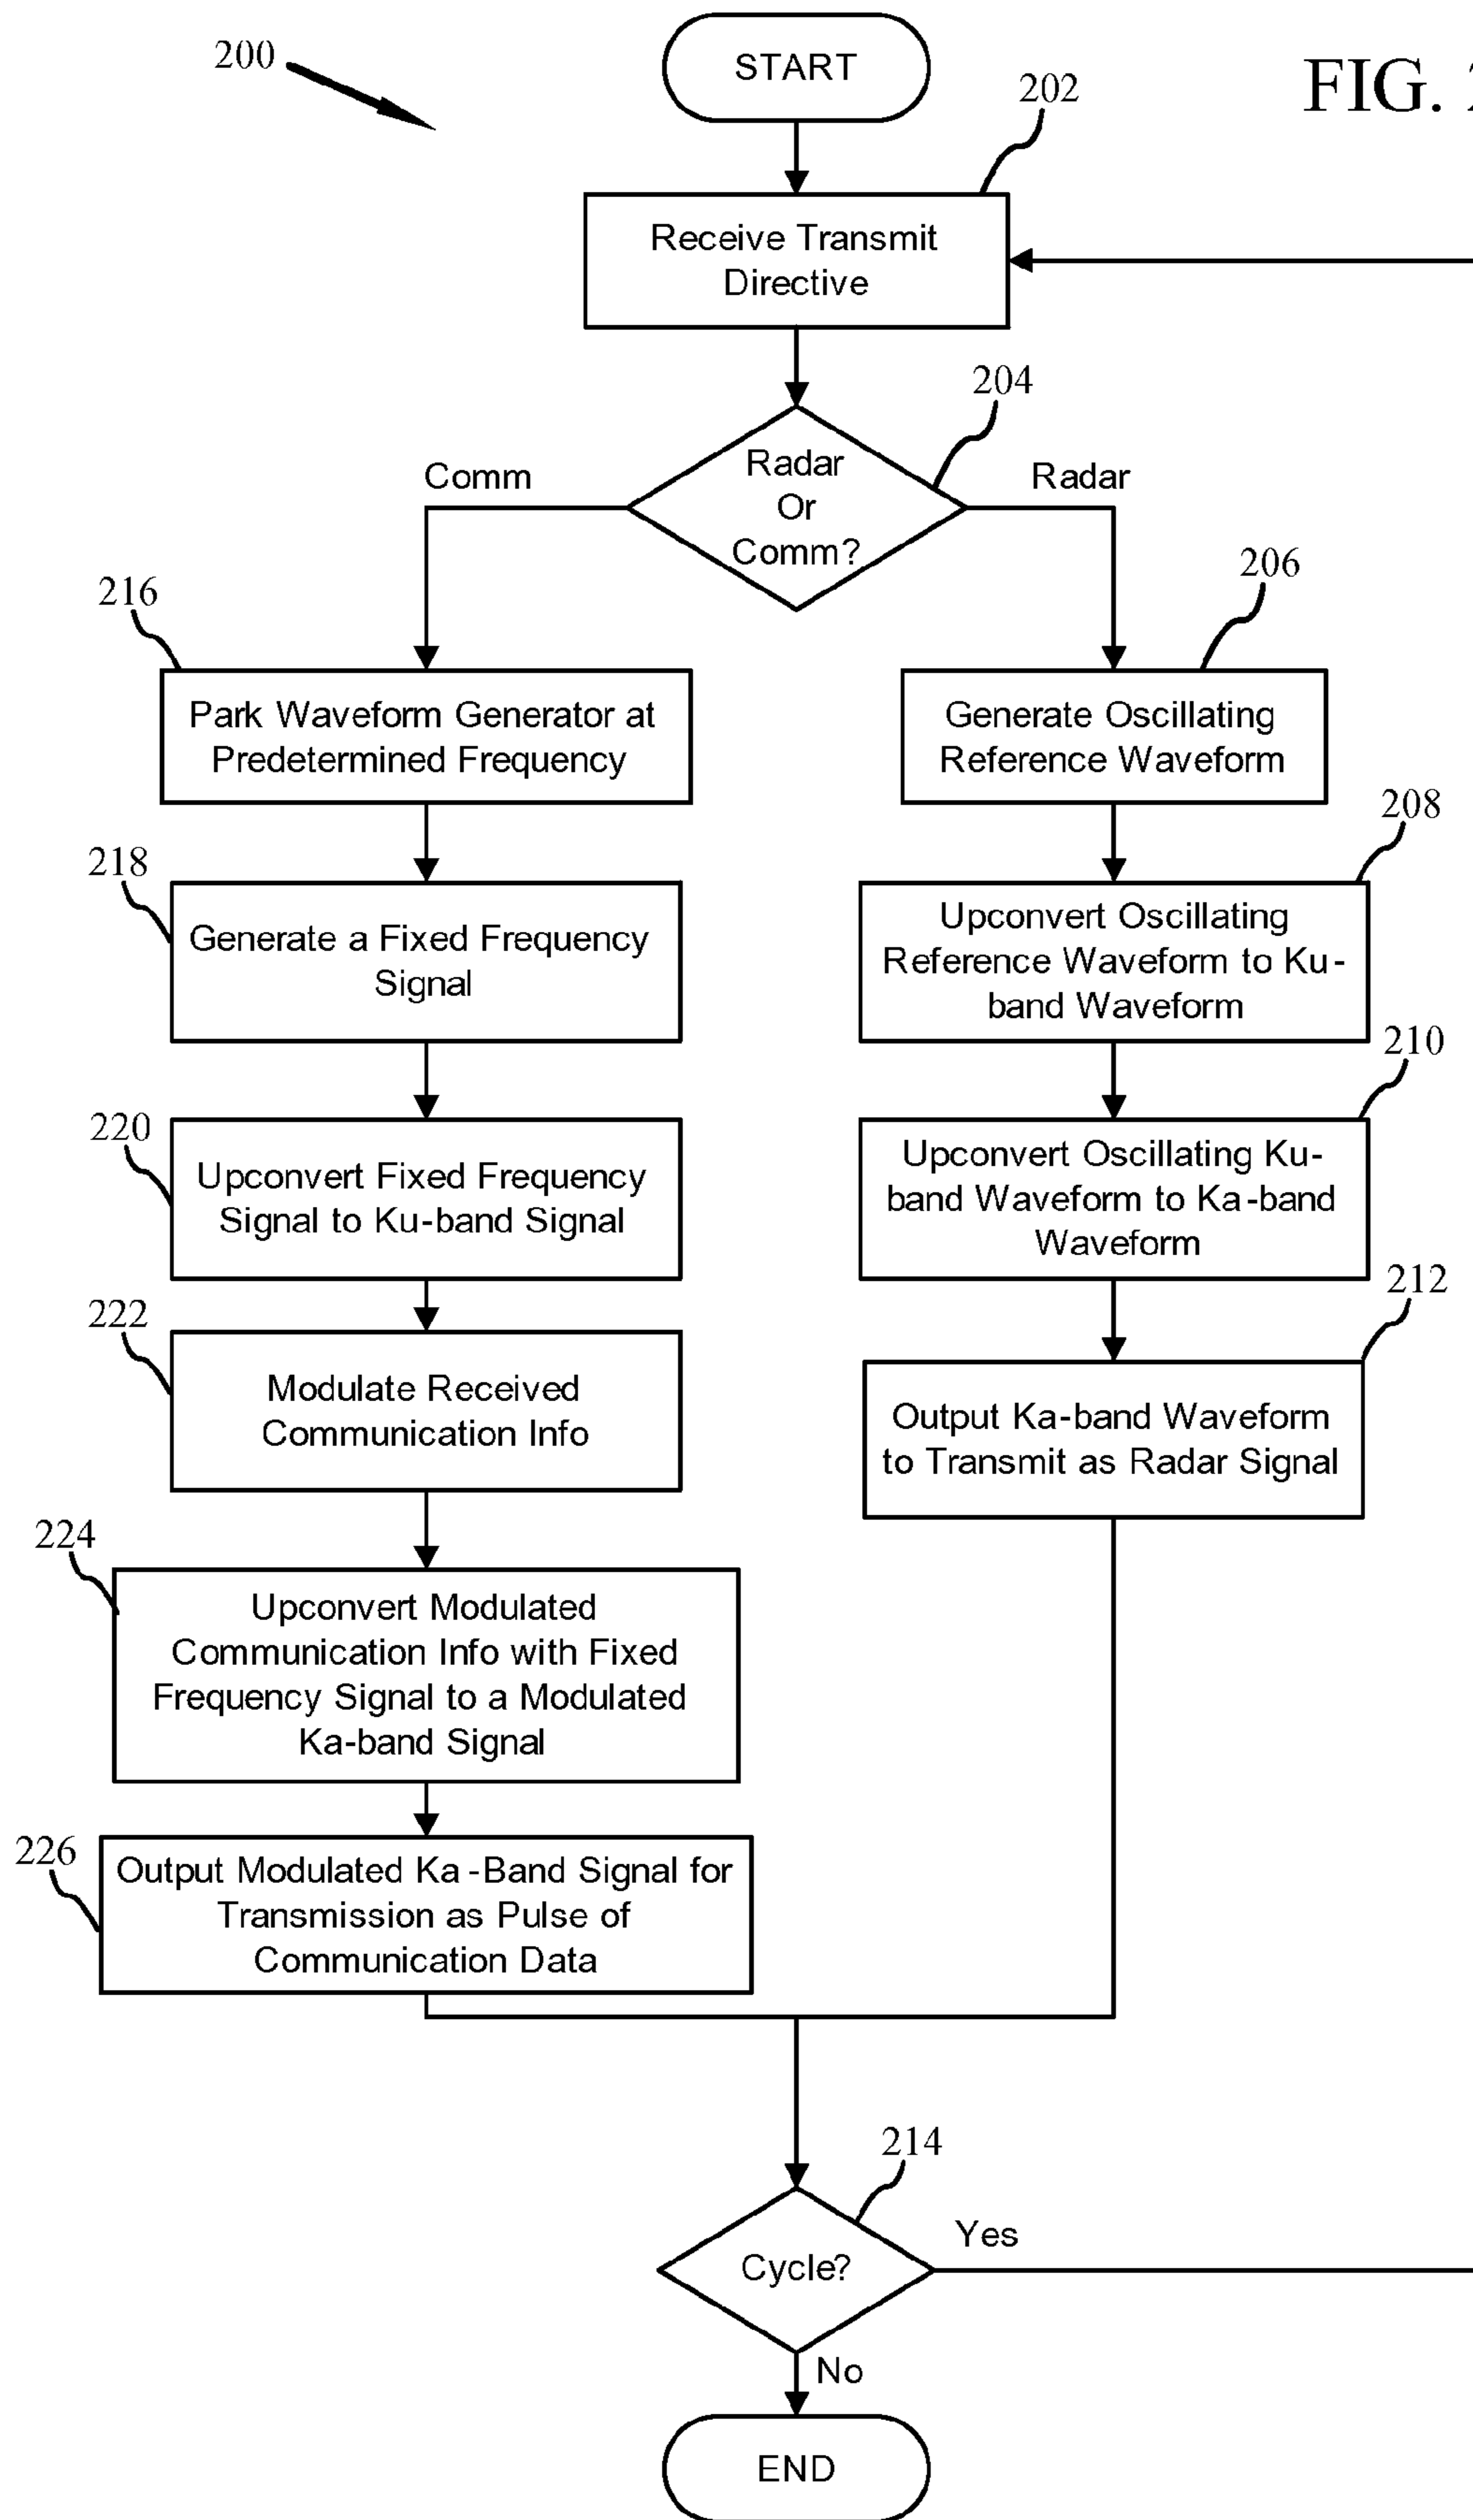 200
START
FIG. 2
202
Receive Transmit
Directive
204
Radar
Or
Comm?
Comm
Radar
216
206
Park Waveform Generator at
Predetermined Frequency
Generate Oscillating
Reference Waveform
218
208
Generate a Fixed Frequency
Signal
Upconvert Oscillating
Reference Waveform to Ku-
band Waveform
220
210
Upconvert Fixed Frequency
Signal to Ku-band Signal
Upconvert Oscillating Ku-
band Waveform to Ka-band
Waveform
222
212
Modulate Received
Communication Info
Output Ka-band Waveform
to Transmit as Radar Signal
224
Upconvert Modulated
Communication Info with Fixed
Frequency Signal to a Modulated
Ka-band Signal
226
Output Modulated Ka-Band Signal for
Transmission as Pulse of
Communication Data
214
Cycle?
Yes
No
END